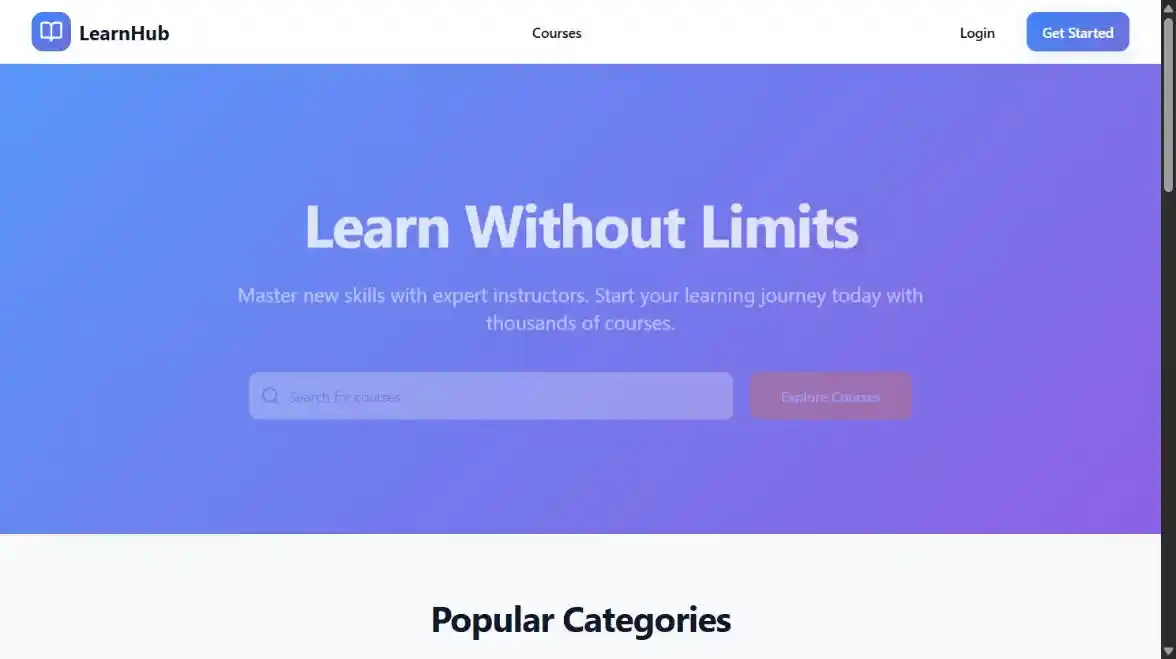 LearnHub
Courses
Login
Get Started
Learn Without Limits
Master new skills with expert instructors. Start your learning journey today with
thousands of courses.
Search for courses...
Explore Courses
Popular Categories